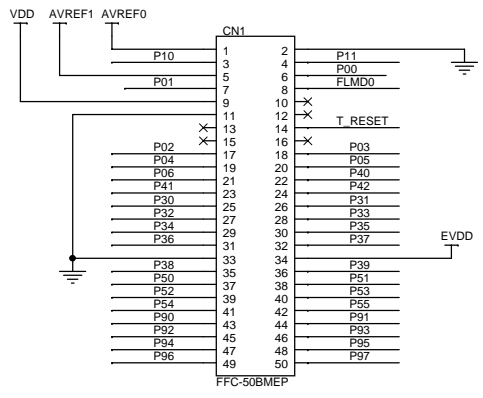 VDD AVREF1 AVREF0
CN1
1 2
P10 3 4 P11
5 6 P00
P01 7 8 FLMD0
9 10
11 12
13 14 T_RESET
15 16
P02 17 18 P03
P04 19 20 P05
P06 21 22 P40
P41 23 24 P42
P30 25 26 P31
P32 27 28 P33
P34 29 30 P35
P36 31 32 P37
EVDD
33 34
P38 35 36 P39
P50 37 38 P51
P52 39 40 P53
P54 41 42 P55
P90 43 44 P91
P92 45 46 P93
P94 47 48 P95
P96 49 50 P97
FFC-50BMEP